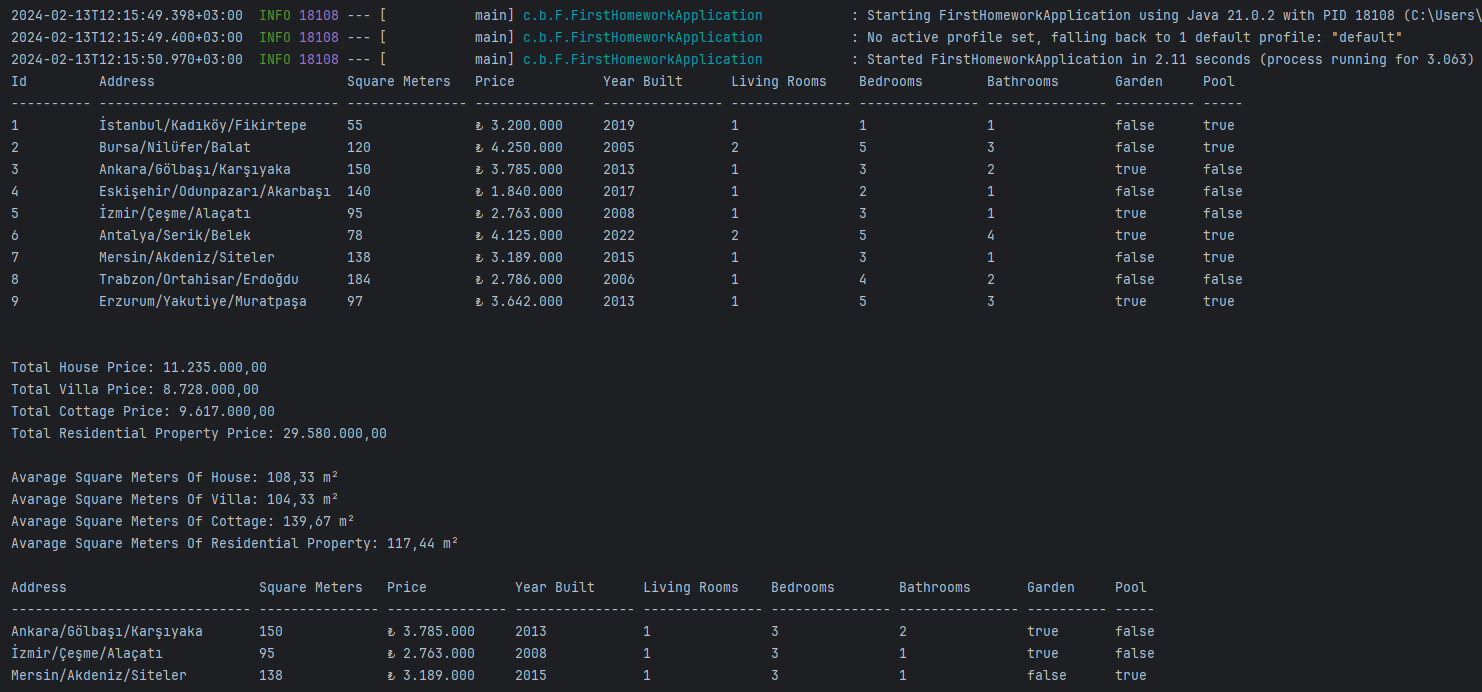 2024-02-13T12:15:49.398+03:00  INFO 18108 --- [           main] c.b.F.FirstHomeworkApplication           : Starting FirstHomeworkApplication using Java 21.0.2 with PID 18108 (C:\Users\
2024-02-13T12:15:49.400+03:00  INFO 18108 --- [           main] c.b.F.FirstHomeworkApplication           : No active profile set, falling back to 1 default profile: "default"
2024-02-13T12:15:50.970+03:00  INFO 18108 --- [           main] c.b.F.FirstHomeworkApplication           : Started FirstHomeworkApplication in 2.11 seconds (process running for 3.063)
Id         Address                        Square Meters   Price           Year Built      Living Rooms    Bedrooms        Bathrooms       Garden     Pool
---------- ------------------------------ --------------- --------------- --------------- --------------- --------------- --------------- ---------- -----
1          İstanbul/Kadıköy/Fikirtepe     55              ₺ 3.200.000     2019            1               1               1               false      true
2          Bursa/Nilüfer/Balat            120             ₺ 4.250.000     2005            2               5               3               false      true
3          Ankara/Gölbaşı/Karşıyaka       150             ₺ 3.785.000     2013            1               3               2               true       false
4          Eskişehir/Odunpazarı/Akarbaşı  140             ₺ 1.840.000     2017            1               2               1               false      false
5          İzmir/Çeşme/Alaçatı            95              ₺ 2.763.000     2008            1               3               1               true       false
6          Antalya/Serik/Belek            78              ₺ 4.125.000     2022            2               5               4               true       true
7          Mersin/Akdeniz/Siteler         138             ₺ 3.189.000     2015            1               3               1               false      true
8          Trabzon/Ortahisar/Erdoğdu      184             ₺ 2.786.000     2006            1               4               2               false      false
9          Erzurum/Yakutiye/Muratpaşa     97              ₺ 3.642.000     2013            1               5               3               true       true
Total House Price: 11.235.000,00
Total Villa Price: 8.728.000,00
Total Cottage Price: 9.617.000,00
Total Residential Property Price: 29.580.000,00
Avarage Square Meters Of House: 108,33 m²
Avarage Square Meters Of Villa: 104,33 m²
Avarage Square Meters Of Cottage: 139,67 m²
Avarage Square Meters Of Residential Property: 117,44 m²
Address                        Square Meters   Price           Year Built      Living Rooms    Bedrooms        Bathrooms       Garden     Pool
------------------------------ --------------- --------------- --------------- --------------- --------------- --------------- ---------- -----
Ankara/Gölbaşı/Karşıyaka       150             ₺ 3.785.000     2013            1               3               2               true       false
İzmir/Çeşme/Alaçatı            95              ₺ 2.763.000     2008            1               3               1               true       false
Mersin/Akdeniz/Siteler         138             ₺ 3.189.000     2015            1               3               1               false      true